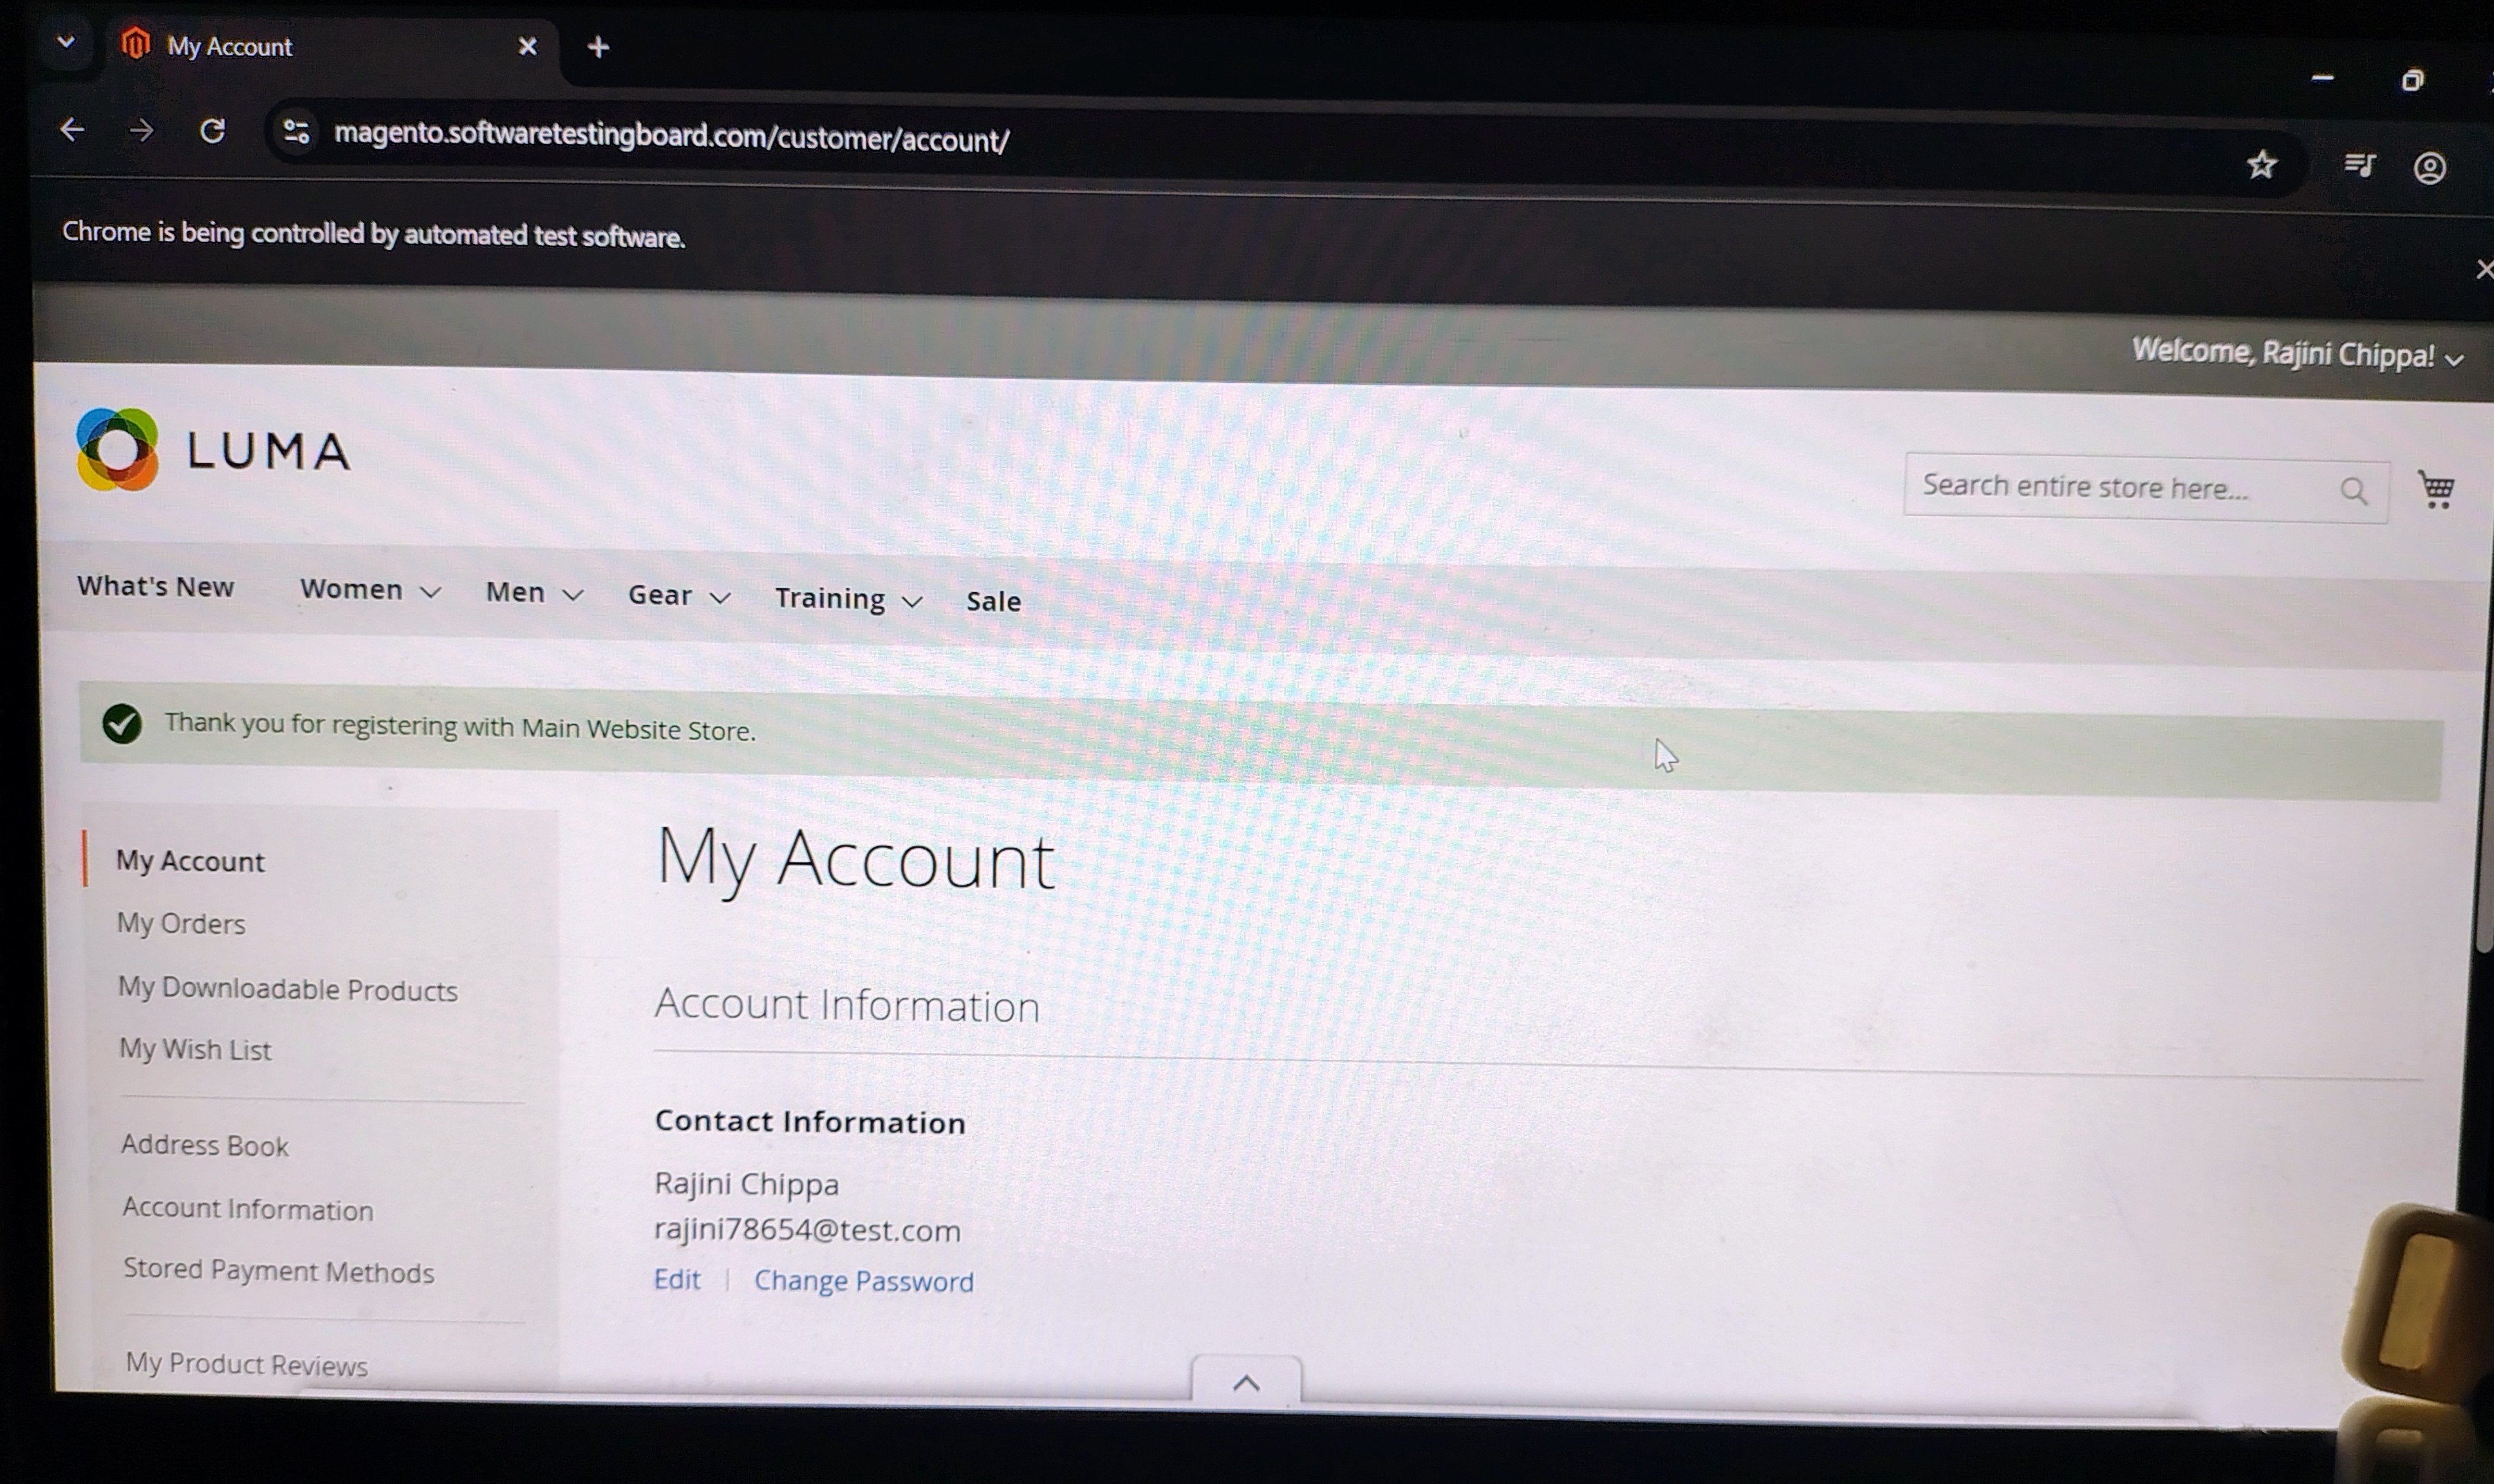 My Account
magento.softwaretestingboard.com/customer/account/
Chrome is being controlled by automated test software.
Welcome, Rajini Chippa!
LUMA
Search entire store here...
What's New Women Men Gear Training Sale
Thank you for registering with Main Website Store.
My Account
My Orders
My Downloadable Products
My Wish List
Address Book
Account Information
Stored Payment Methods
My Product Reviews
My Account
Account Information
Contact Information
Rajini Chippa
rajini78654@test.com
Edit | Change Password